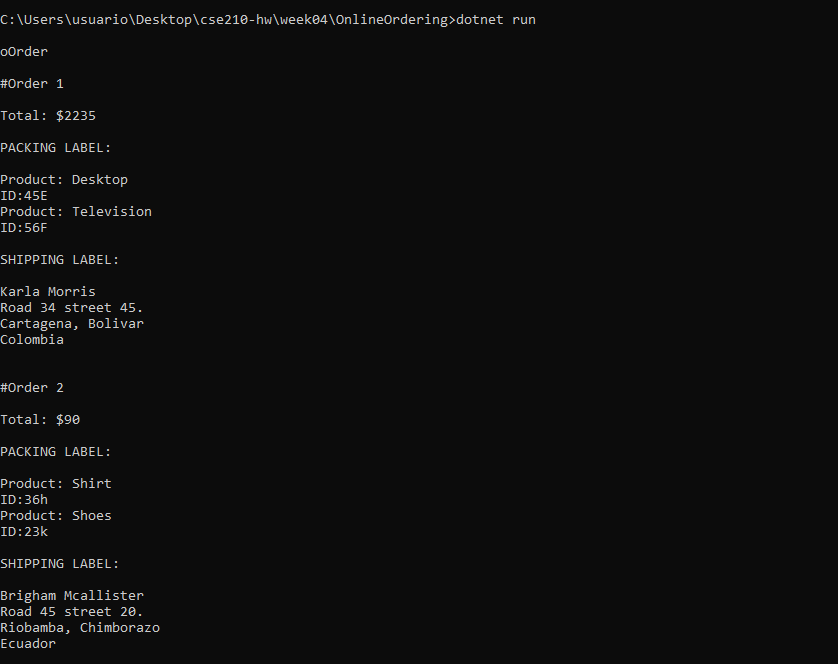 C:\Users\usuario\Desktop\cse210-hw\week04\OnlineOrdering>dotnet run
oOrder
#Order 1
Total: $2235
PACKING LABEL:
Product: Desktop
ID:45E
Product: Television
ID:56F
SHIPPING LABEL:
Karla Morris
Road 34 street 45.
Cartagena, Bolivar
Colombia
#Order 2
Total: $90
PACKING LABEL:
Product: Shirt
ID:36h
Product: Shoes
ID:23k
SHIPPING LABEL:
Brigham Mcallister
Road 45 street 20.
Riobamba, Chimborazo
Ecuador